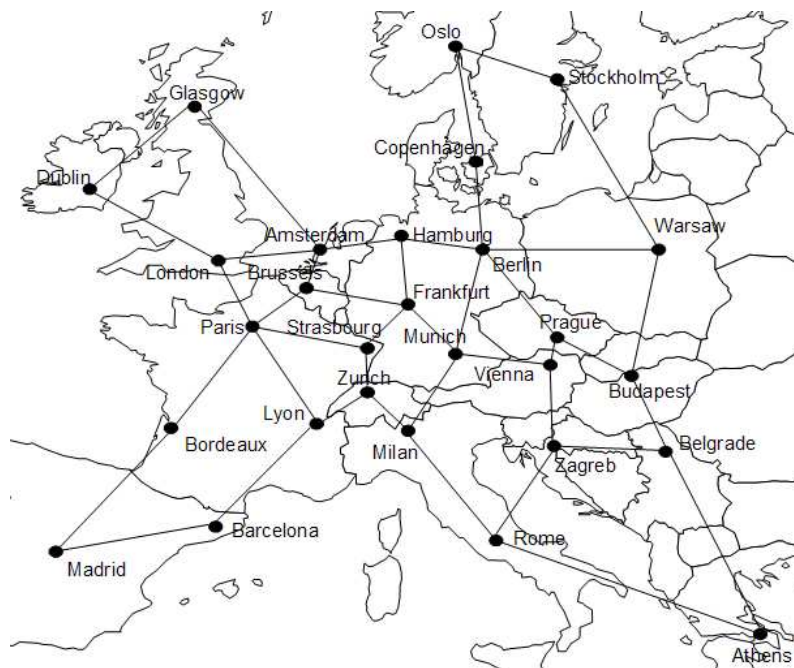 Oslo
Stockholm
Glasgow
Copenhagen
Dublin
Amsterdam
Hamburg
Warsaw
London
Brussels
Berlin
Frankfurt
Paris
Strasbourg
Munich
Prague
Zurich
Vienna
Budapest
Lyon
Bordeaux
Milan
Zagreb
Belgrade
Barcelona
Rome
Madrid
Athens